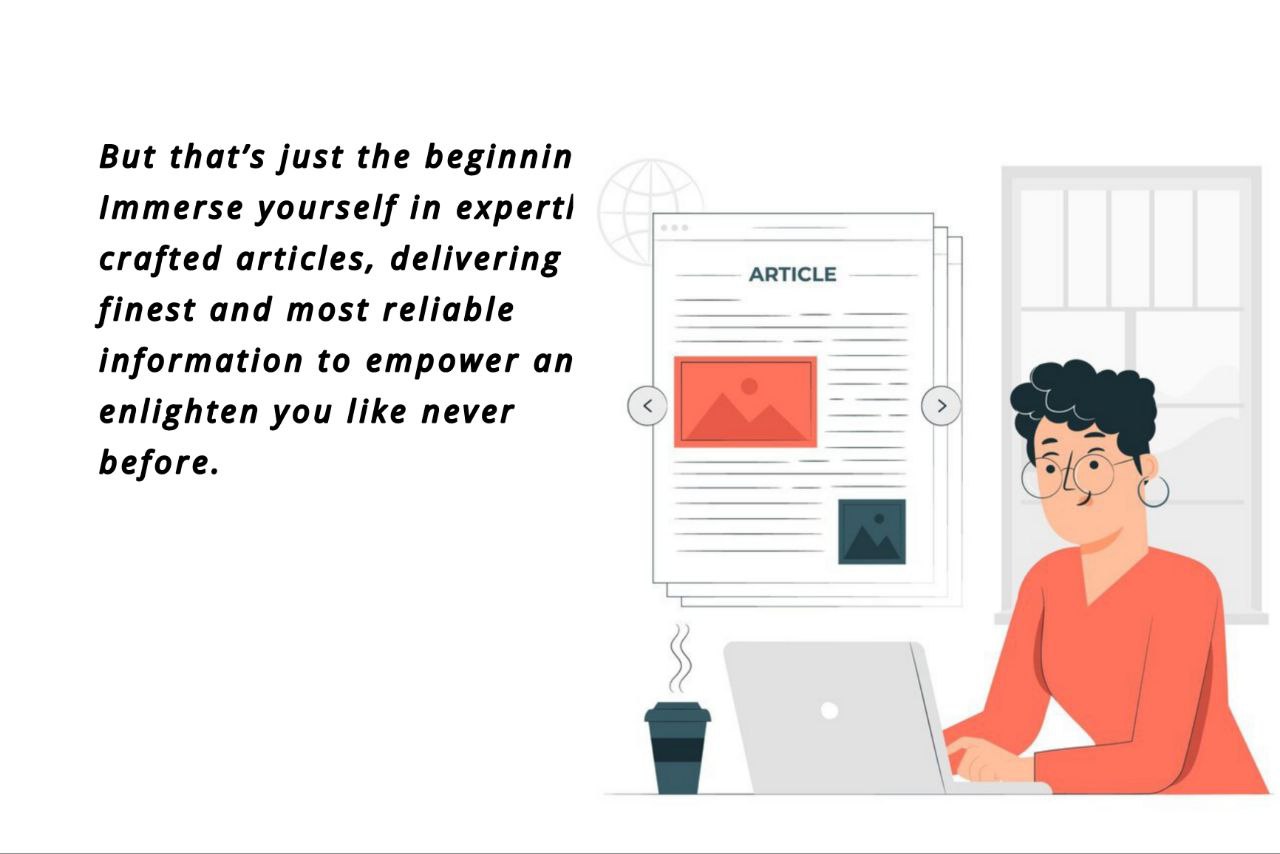 But that’s just the beginnin
Immerse yourself in expertl
crafted articles, delivering
finest and most reliable
information to empower an
enlighten you like never
before.
ARTICLE